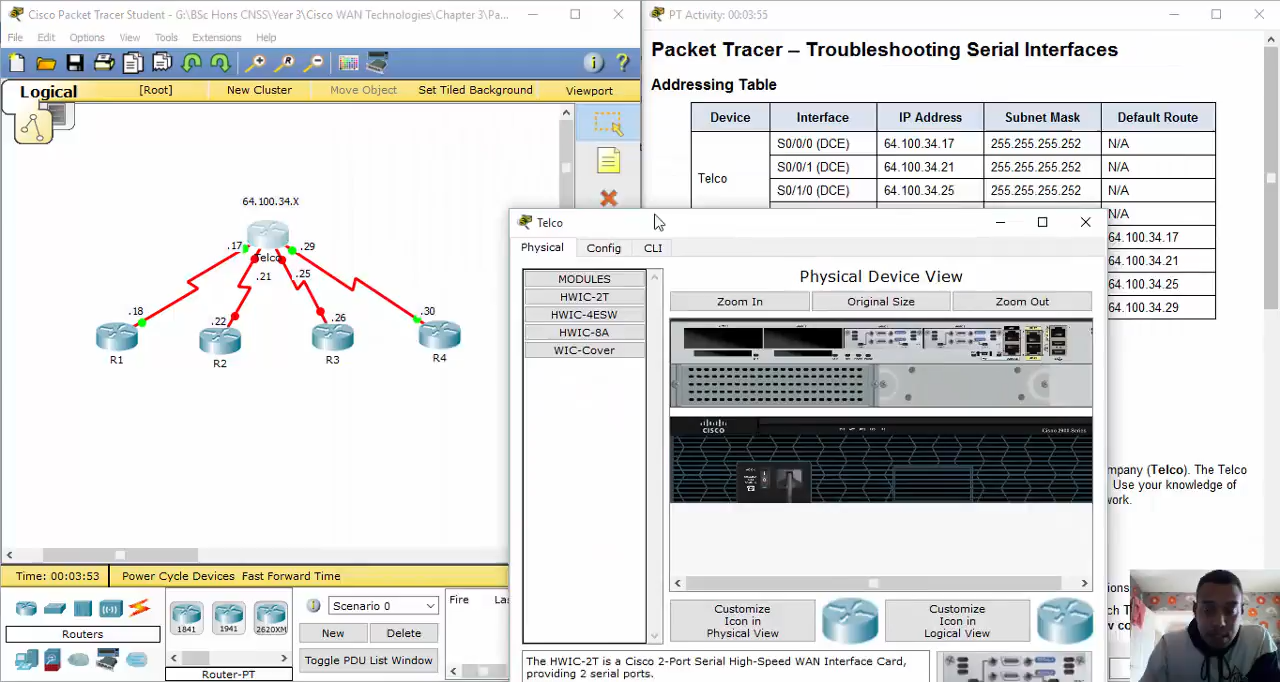 Cisco Packet Tracer Student - G:\BSc Hons CNSS\Year 3\Cisco WAN Technologies\Chapter 3\Pa...
File Edit Options View Tools Extensions Help
Logical [Root] New Cluster Move Object Set Tiled Background Viewport
64.100.34.X
.17 .29
Telco
.21 .25
.18 .22 .26 .30
R1 R2 R3 R4
Time: 00:03:53 Power Cycle Devices Fast Forward Time
Routers
1841 1941 2620XM
Router-PT
Scenario 0
New Delete
Toggle PDU List Window
Fire
PT Activity: 00:03:55
Packet Tracer – Troubleshooting Serial Interfaces
Addressing Table
Device Interface IP Address Subnet Mask Default Route
Telco S0/0/0 (DCE) 64.100.34.17 255.255.255.252 N/A
S0/0/1 (DCE) 64.100.34.21 255.255.255.252 N/A
S0/1/0 (DCE) 64.100.34.25 255.255.255.252 N/A
N/A
64.100.34.17
64.100.34.21
64.100.34.25
64.100.34.29
mpany (Telco). The Telco
Use your knowledge of
work.
Telco
Physical Config CLI
MODULES
HWIC-2T
HWIC-4ESW
HWIC-8A
WIC-Cover
Physical Device View
Zoom In Original Size Zoom Out
CISCO
Customize
Icon in
Physical View
Customize
Icon in
Logical View
The HWIC-2T is a Cisco 2-Port Serial High-Speed WAN Interface Card,
providing 2 serial ports.